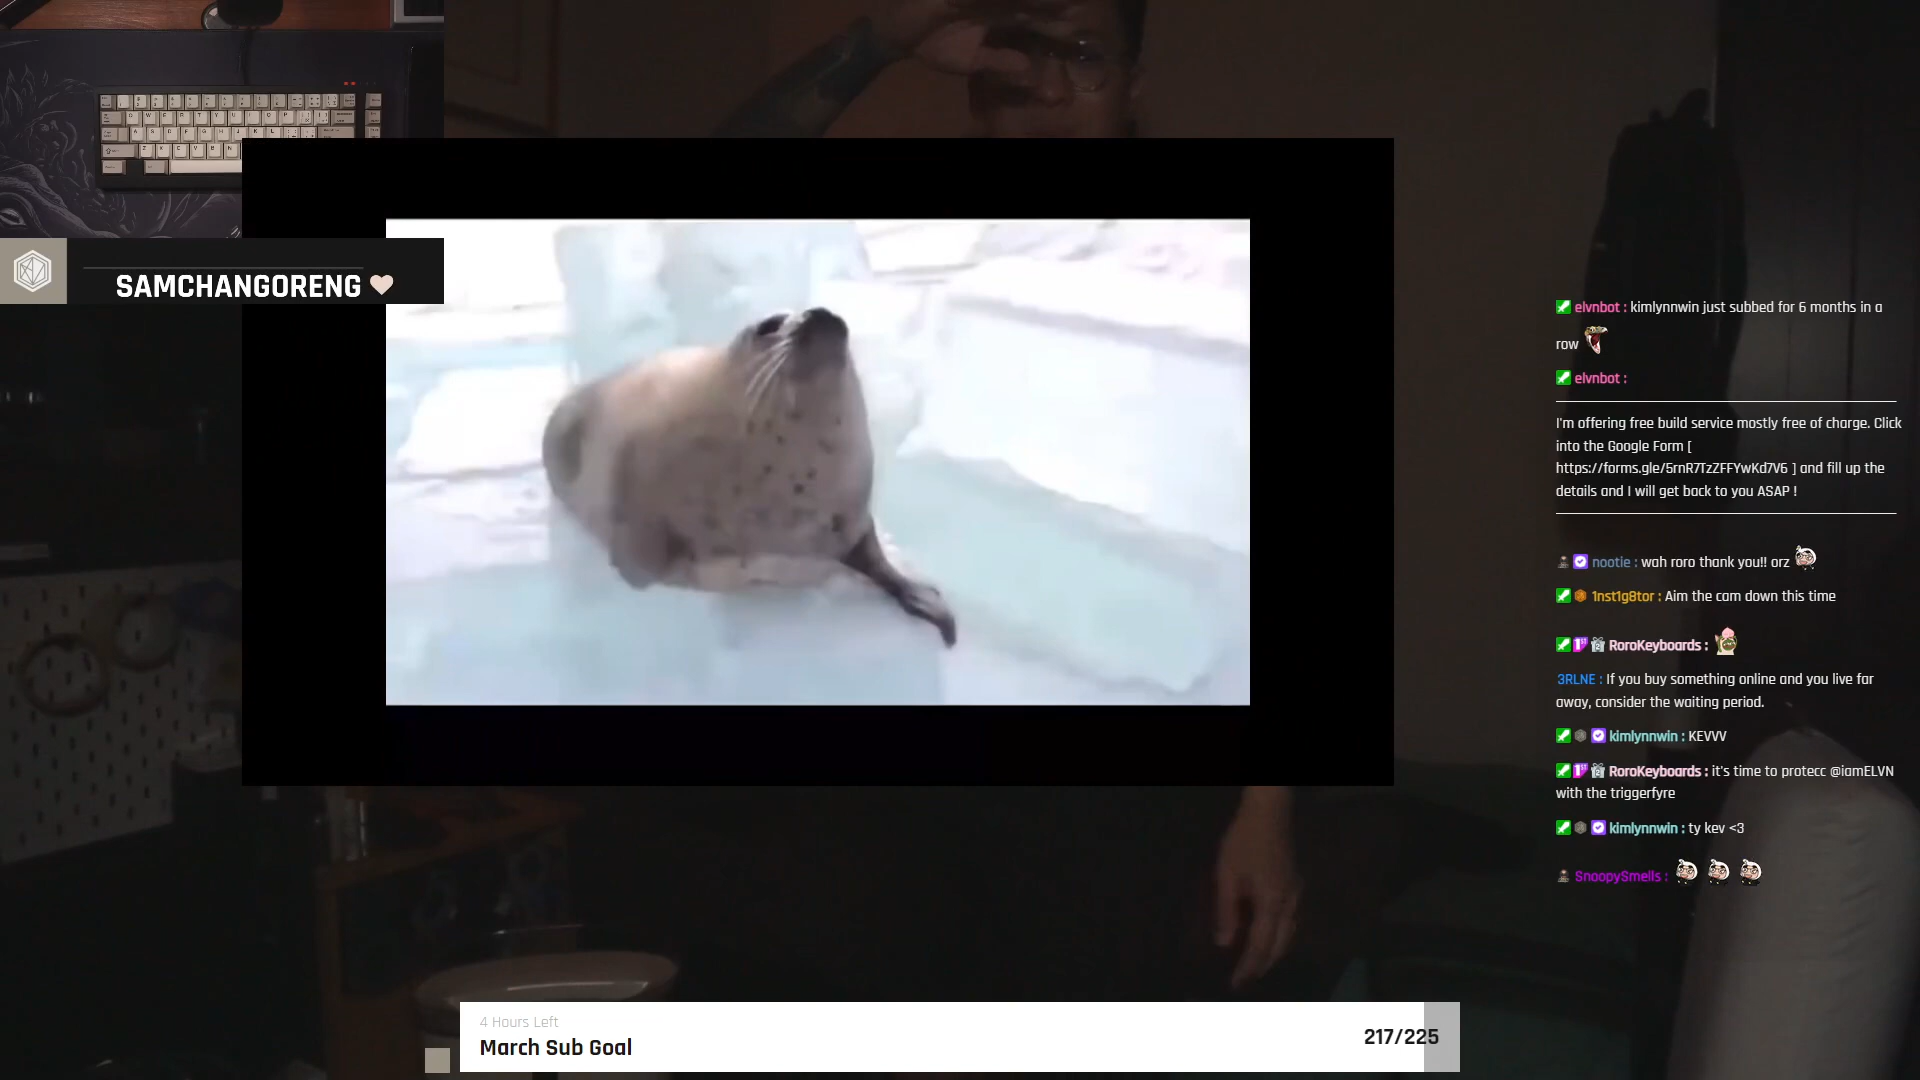 SAMCHANGORENG
elvnbot : kimlynnwin just subbed for 6 months in a
row
elvnbot :
I'm offering free build service mostly free of charge. Click
into the Google Form [
https://forms.gle/5rnR7TzZFFYwKd7V6 ] and fill up the
details and I will get back to you ASAP !
nootie : wah roro thank you!! orz
1nst1g8tor : Aim the cam down this time
RoroKeyboards :
3RLNE : If you buy something online and you live far
away, consider the waiting period.
kimlynnwin : KEVVV
RoroKeyboards : it's time to protecc @iamELVN
with the triggerfyre
kimlynnwin : ty kev <3
SnoopySmells :
4 Hours Left
March Sub Goal
217/225